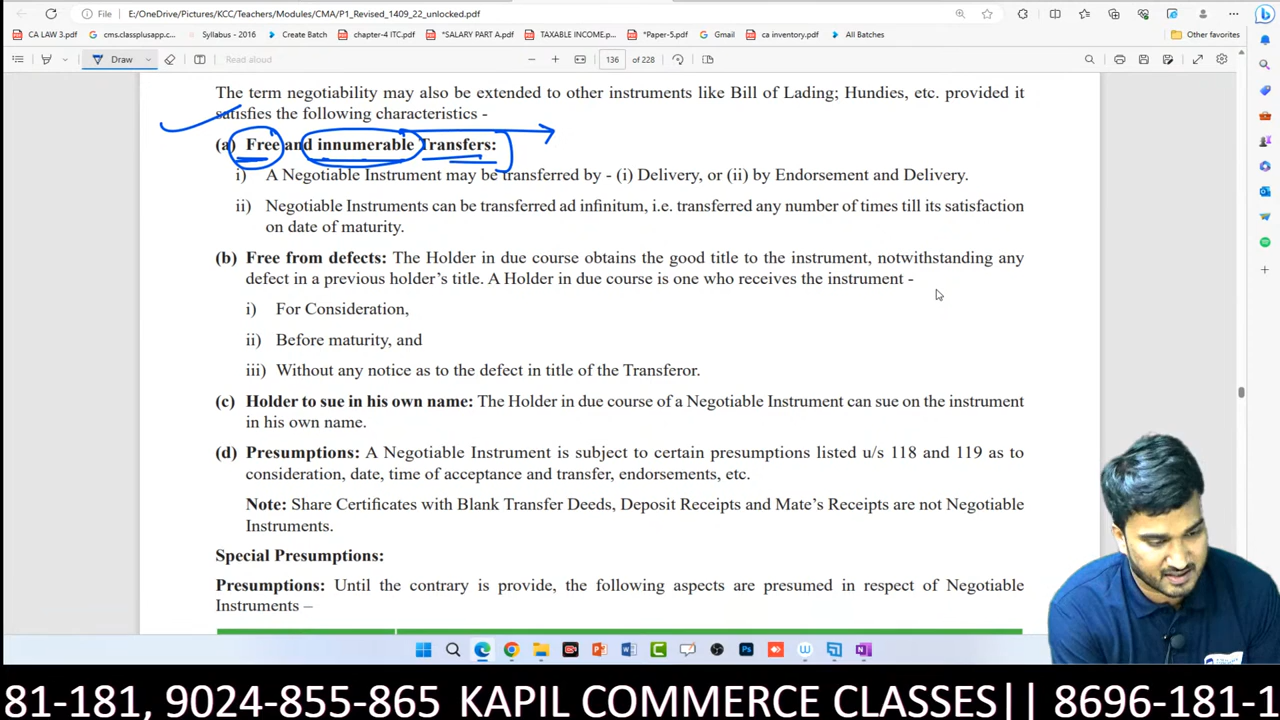 File
E:/OneDrive/Pictures/KCC/Teachers/Modules/CMA/P1_Revised_1409_22_unlocked.pdf
CA LAW 3.pdf
cms.classplusapp.c...
Syllabus - 2016
Create Batch
chapter-4 ITC.pdf
*SALARY PART A.pdf
TAXABLE INCOME.p...
*Paper-5.pdf
Gmail
ca inventory.pdf
All Batches
Other favorites
Draw
Read aloud
136 of 228
The term negotiability may also be extended to other instruments like Bill of Lading; Hundies, etc. provided it
satisfies the following characteristics -
(a) Free and innumerable Transfers:
i) A Negotiable Instrument may be transferred by - (i) Delivery, or (ii) by Endorsement and Delivery.
ii) Negotiable Instruments can be transferred ad infinitum, i.e. transferred any number of times till its satisfaction
on date of maturity.
(b) Free from defects: The Holder in due course obtains the good title to the instrument, notwithstanding any
defect in a previous holder's title. A Holder in due course is one who receives the instrument -
i) For Consideration,
ii) Before maturity, and
iii) Without any notice as to the defect in title of the Transferor.
(c) Holder to sue in his own name: The Holder in due course of a Negotiable Instrument can sue on the instrument
in his own name.
(d) Presumptions: A Negotiable Instrument is subject to certain presumptions listed u/s 118 and 119 as to
consideration, date, time of acceptance and transfer, endorsements, etc.
Note: Share Certificates with Blank Transfer Deeds, Deposit Receipts and Mate's Receipts are not Negotiable
Instruments.
Special Presumptions:
Presumptions: Until the contrary is provide, the following aspects are presumed in respect of Negotiable
Instruments –
81-181, 9024-855-865 KAPIL COMMERCE CLASSES|| 8696-181-1